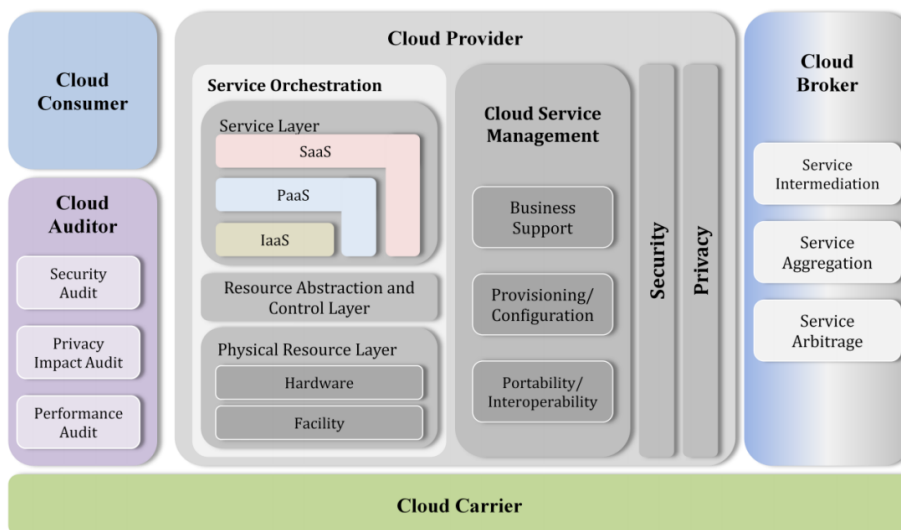 Cloud
Consumer
Cloud
Auditor
Security
Audit
Privacy
Impact Audit
Performance
Audit
Cloud Provider
Service Orchestration
Service Layer
SaaS
PaaS
IaaS
Resource Abstraction and
Control Layer
Physical Resource Layer
Hardware
Facility
Cloud Service
Management
Business
Support
Provisioning/
Configuration
Portability/
Interoperability
Security
Privacy
Cloud
Broker
Service
Intermediation
Service
Aggregation
Service
Arbitrage
Cloud Carrier